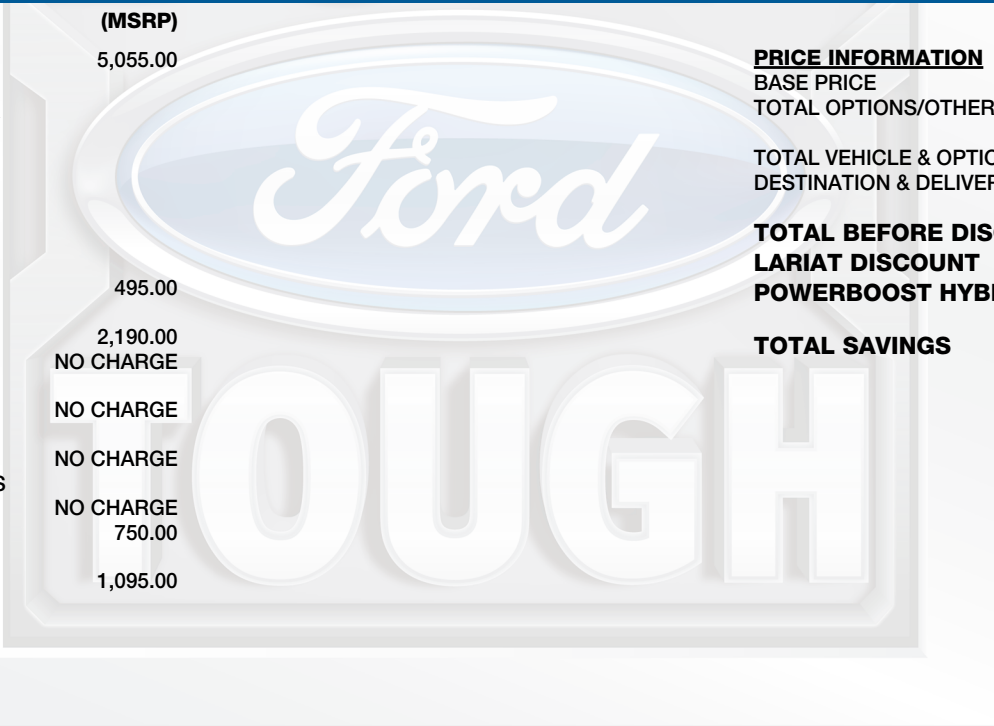 (MSRP)
5,055.00
495.00
2,190.00
NO CHARGE
NO CHARGE
NO CHARGE
S
NO CHARGE
750.00
1,095.00
PRICE INFORMATION
BASE PRICE
TOTAL OPTIONS/OTHER
TOTAL VEHICLE & OPTIO
DESTINATION & DELIVER
TOTAL BEFORE DISC
LARIAT DISCOUNT
POWERBOOST HYBR
TOTAL SAVINGS
Ford
TOUGH